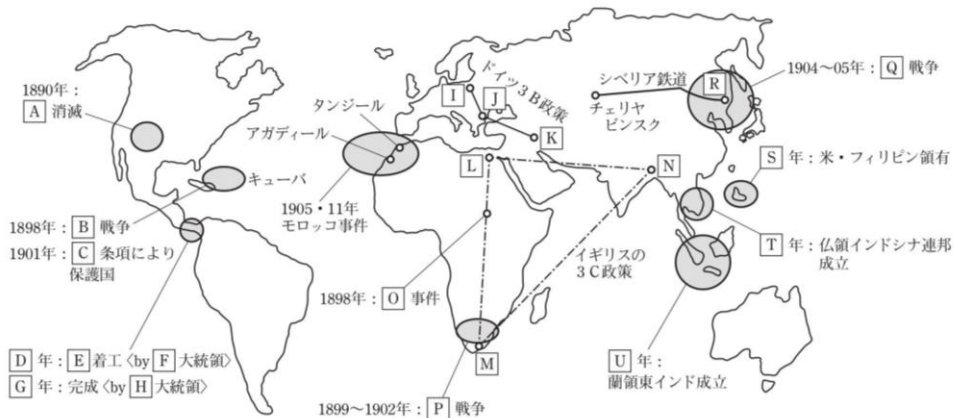 1890年：
A 消滅
タンジール
アガディール
キューバ
1898年：B 戦争
1901年：C 条項により
保護国
1905・11年
モロッコ事件
ドイツ3B政策
I
J
K
L
N
M
シベリア鉄道
チェリヤ
ビンスク
R
1904〜05年：Q 戦争
S 年：米・フィリピン領有
T 年：仏領インドシナ連邦
成立
イギリスの
3C政策
1898年：O 事件
D 年：E 着工〈by F 大統領〉
G 年：完成〈by H 大統領〉
1899〜1902年：P 戦争
U 年：
蘭領東インド成立